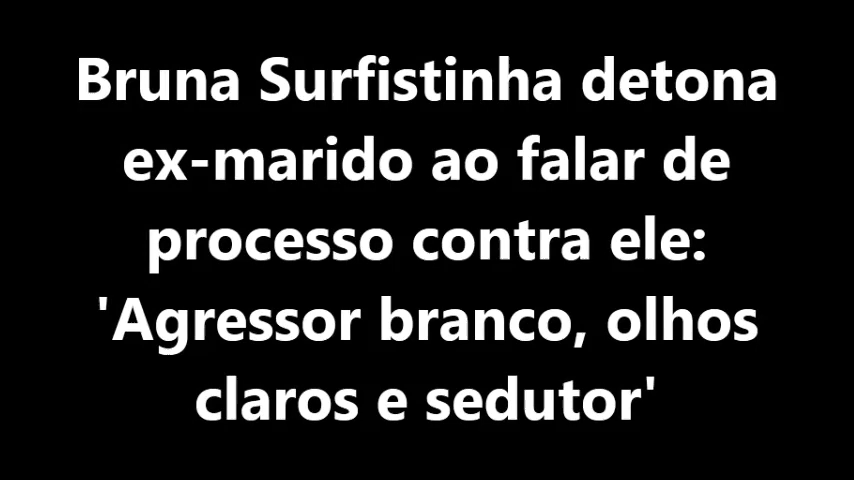 Bruna Surfistinha detona
ex-marido ao falar de
processo contra ele:
'Agressor branco, olhos
claros e sedutor'